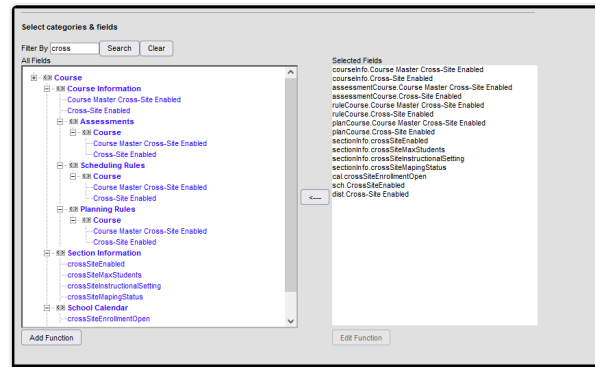 Select categories & fields
Filter By cross Search Clear
All Fields
Course
Course Information
Course Master Cross-Site Enabled
Cross-Site Enabled
Assessments
Course
Course Master Cross-Site Enabled
Cross-Site Enabled
Scheduling Rules
Course
Course Master Cross-Site Enabled
Cross-Site Enabled
Planning Rules
Course
Course Master Cross-Site Enabled
Cross-Site Enabled
Section Information
crossSiteEnabled
crossSiteMaxStudents
crossSiteInstructionalSetting
crossSiteMapingStatus
School Calendar
crossSiteEnrollmentOpen
Add Function
<---
Selected Fields
courseInfo.Course Master Cross-Site Enabled
courseInfo.Cross-Site Enabled
assessmentCourse.Course Master Cross-Site Enabled
assessmentCourse.Cross-Site Enabled
ruleCourse.Course Master Cross-Site Enabled
ruleCourse.Cross-Site Enabled
planCourse.Course Master Cross-Site Enabled
planCourse.Cross-Site Enabled
sectionInfo.crossSiteEnabled
sectionInfo.crossSiteMaxStudents
sectionInfo.crossSiteInstructionalSetting
sectionInfo.crossSiteMapingStatus
cal.crossSiteEnrollmentOpen
sch.CrossSiteEnabled
dist.Cross-Site Enabled
Edit Function